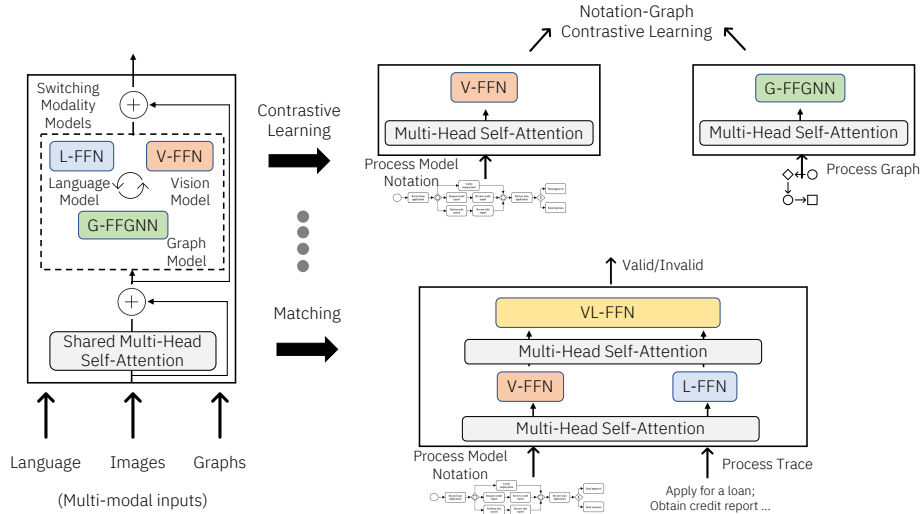 Notation-Graph
Contrastive Learning
Switching
Modality
Models
L-FFN
V-FFN
Language
Model
Vision
Model
G-FFGNN
Graph
Model
Shared Multi-Head
Self-Attention
Language
Images
Graphs
(Multi-modal inputs)
Contrastive
Learning
Matching
V-FFN
Multi-Head Self-Attention
Process Model
Notation
G-FFGNN
Multi-Head Self-Attention
Process Graph
Valid/Invalid
VL-FFN
Multi-Head Self-Attention
V-FFN
L-FFN
Multi-Head Self-Attention
Process Model
Notation
Process Trace
Apply for a loan;
Obtain credit report ...